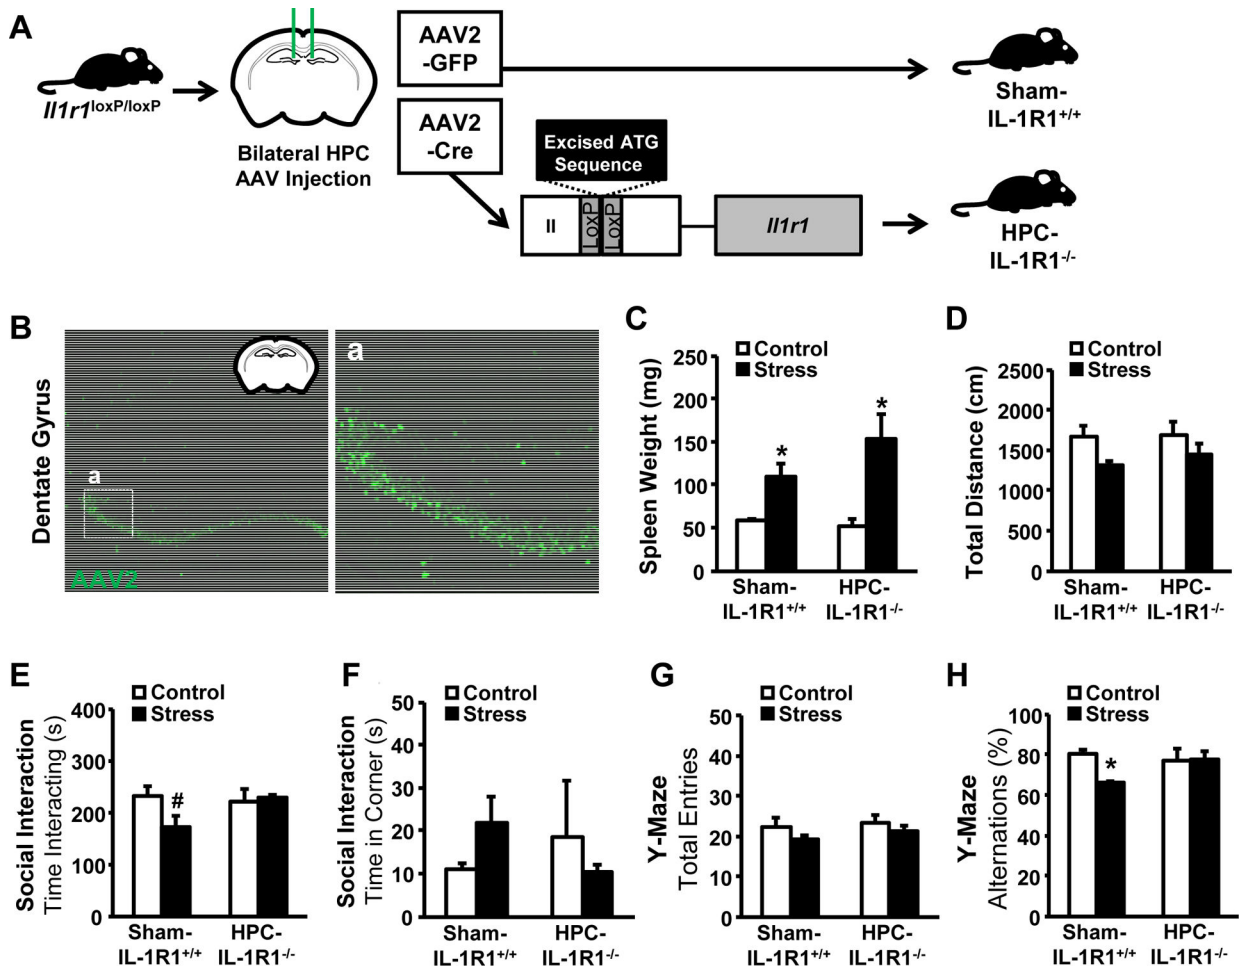 A
Il1r1loxP/loxP
Bilateral HPC
AAV Injection
AAV2
-GFP
AAV2
-Cre
Excised ATG
Sequence
II
LoxP
LoxP
Il1r1
Sham-
IL-1R1+/+
HPC-
IL-1R1-/-
B
Dentate Gyrus
a
AAV2
a
C
Control
Stress
Spleen Weight (mg)
250
200
150
100
50
0
*
*
Sham-
IL-1R1+/+
HPC-
IL-1R1-/-
D
Control
Stress
Total Distance (cm)
2500
2000
1500
1000
500
0
Sham-
IL-1R1+/+
HPC-
IL-1R1-/-
E
Control
Stress
Social Interaction
Time Interacting (s)
400
300
200
100
0
#
Sham-
IL-1R1+/+
HPC-
IL-1R1-/-
F
Control
Stress
Social Interaction
Time in Corner (s)
50
40
30
20
10
0
Sham-
IL-1R1+/+
HPC-
IL-1R1-/-
G
Control
Stress
Y-Maze
Total Entries
50
40
30
20
10
0
Sham-
IL-1R1+/+
HPC-
IL-1R1-/-
H
Control
Stress
Y-Maze
Alternations (%)
100
80
60
40
20
0
*
Sham-
IL-1R1+/+
HPC-
IL-1R1-/-